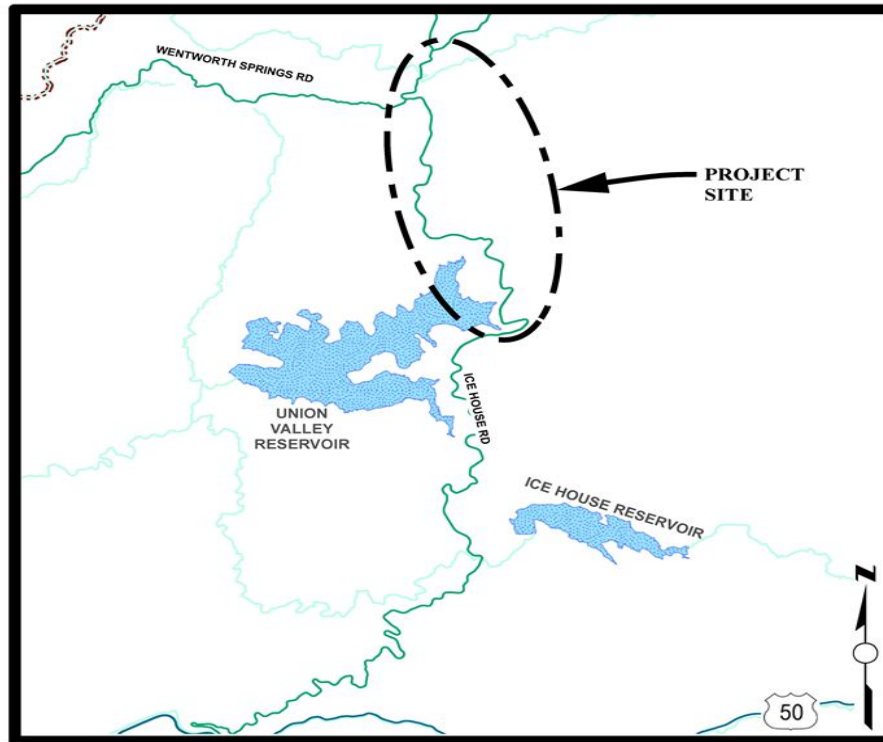 WENTWORTH SPRINGS RD
PROJECT
SITE
UNION
VALLEY
RESERVOIR
ICE HOUSE RD
ICE HOUSE RESERVOIR
N
50